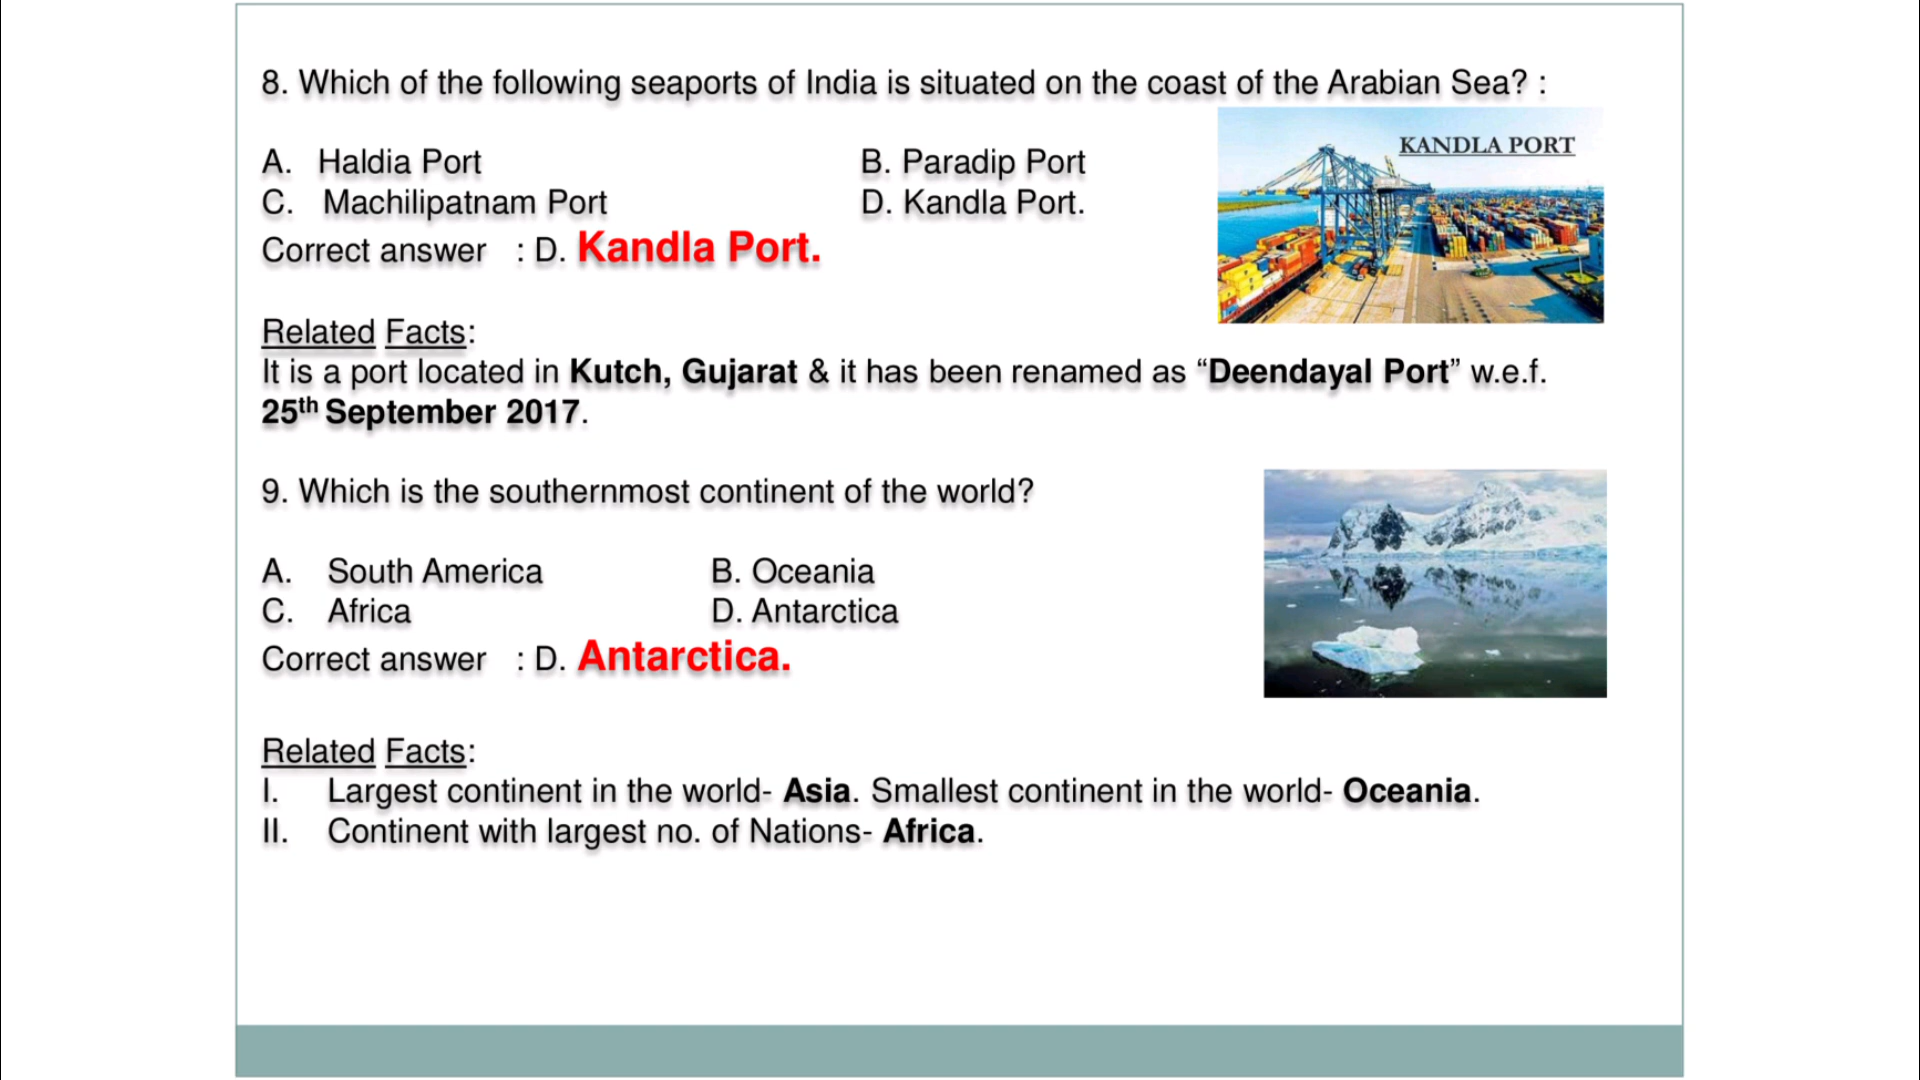 8. Which of the following seaports of India is situated on the coast of the Arabian Sea? :
KANDLA PORT
A. Haldia Port B. Paradip Port
C. Machilipatnam Port D. Kandla Port.
Correct answer : D. Kandla Port.
Related Facts:
It is a port located in Kutch, Gujarat & it has been renamed as “Deendayal Port” w.e.f.
25th September 2017.
9. Which is the southernmost continent of the world?
A. South America B. Oceania
C. Africa D. Antarctica
Correct answer : D. Antarctica.
Related Facts:
I. Largest continent in the world- Asia. Smallest continent in the world- Oceania.
II. Continent with largest no. of Nations- Africa.